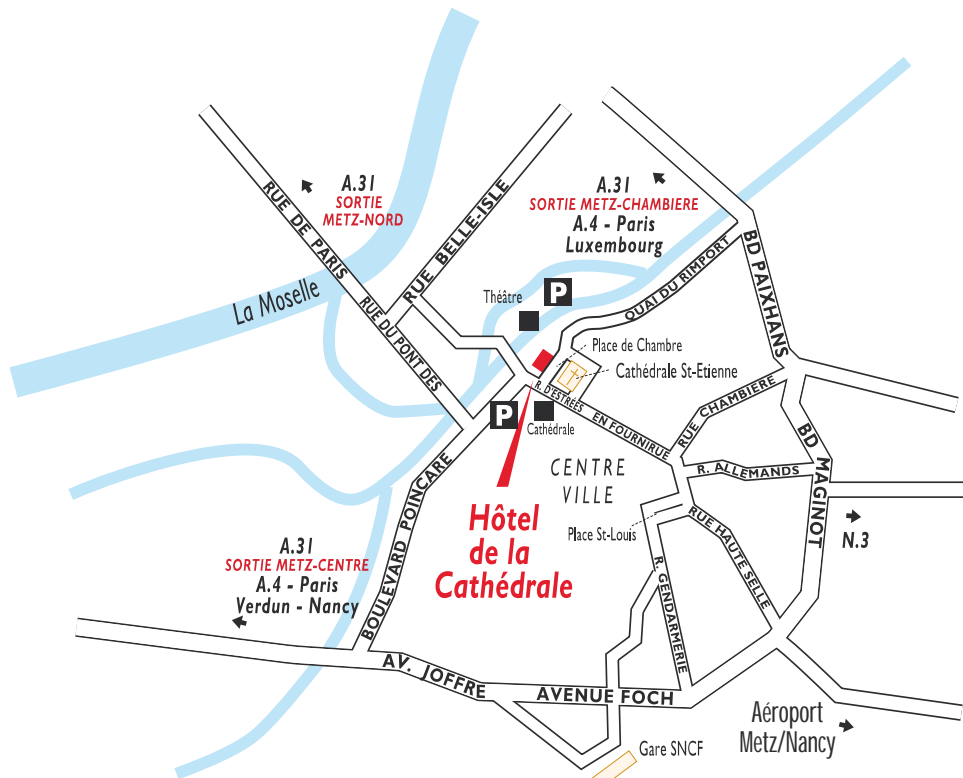 A.31
SORTIE
METZ-NORD
RUE DE PARIS
RUE BELLE-ISLE
A.31
SORTIE METZ-CHAMBIERE
A.4 - Paris
Luxembourg
La Moselle
Théâtre
P
QUAI DU RIMPORT
BD PAIXHANS
RUE DU PONT DES
Place de Chambre
Cathédrale St-Etienne
R. D'ESTRÉES
EN FOURNIRUE
P
Cathédrale
RUE CHAMBIERE
R. ALLEMANDS
BD MAGINOT
CENTRE
VILLE
BOULEVARD POINCARE
Hôtel
de la
Cathédrale
Place St-Louis
RUE HAUTE SELLE
N.3
R. GENDARMERIE
A.31
SORTIE METZ-CENTRE
A.4 - Paris
Verdun - Nancy
AV. JOFFRE
AVENUE FOCH
Aéroport
Metz/Nancy
Gare SNCF